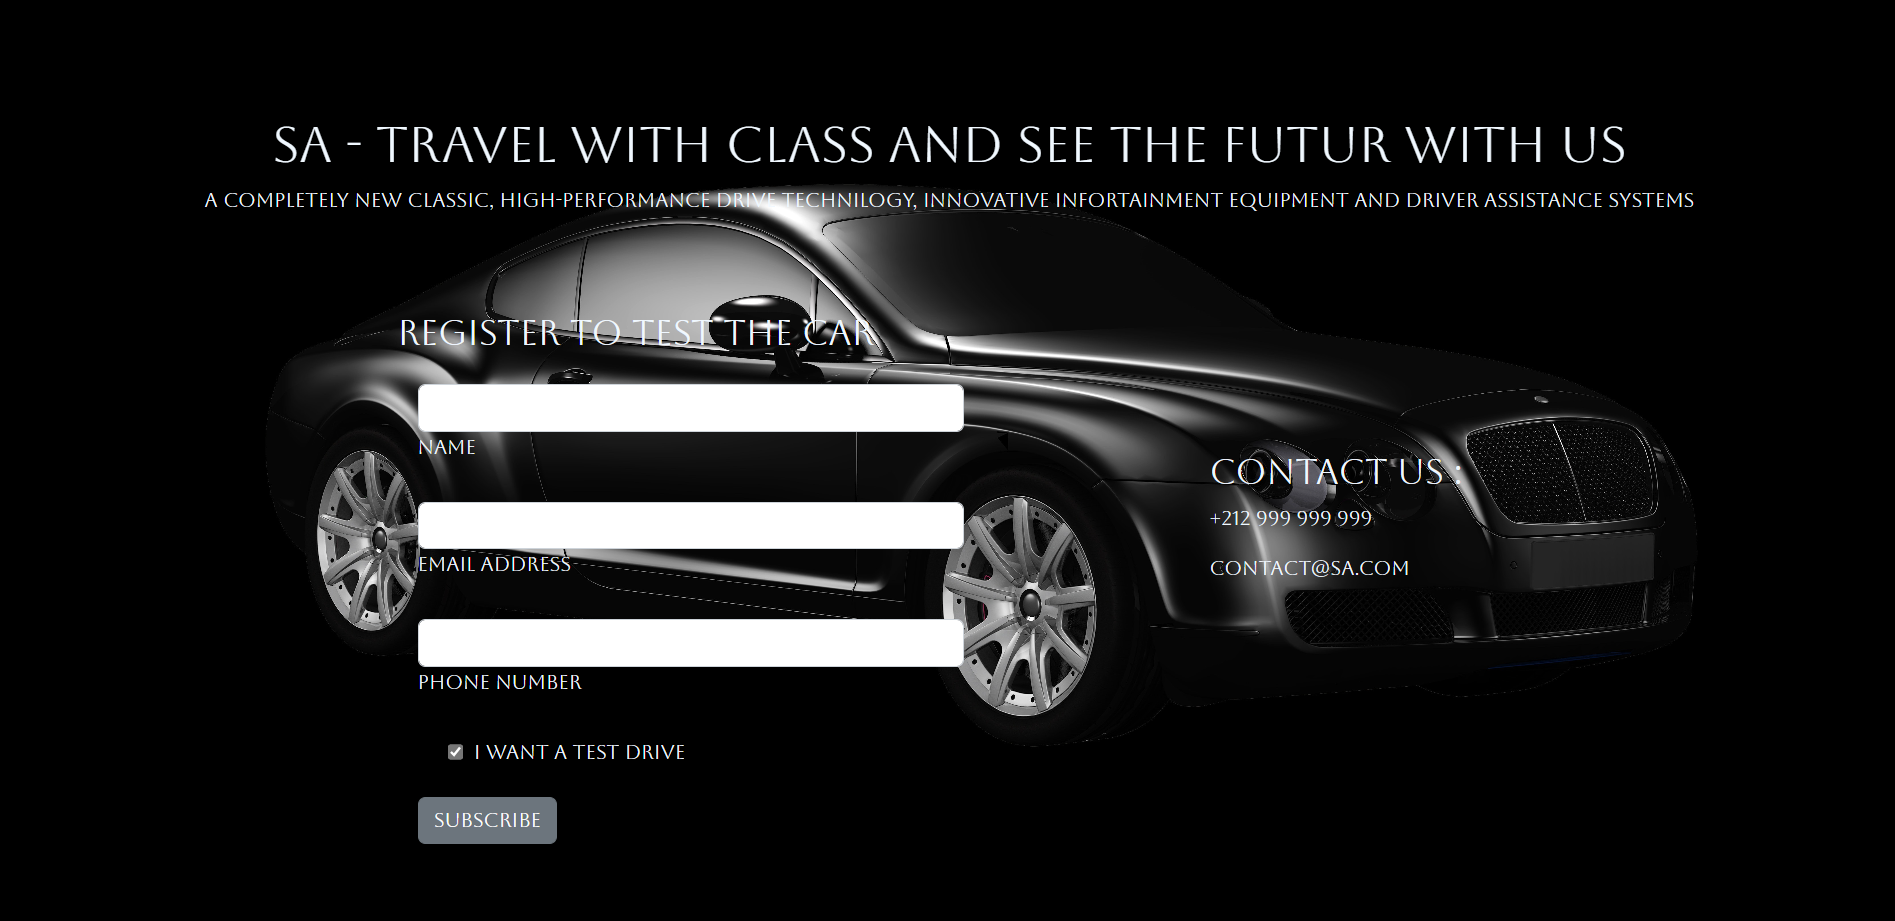 SA - TRAVEL WITH CLASS AND SEE THE FUTUR WITH US
A COMPLETELY NEW CLASSIC, HIGH-PERFORMANCE DRIVE TECHNILOGY, INNOVATIVE INFORTAINMENT EQUIPMENT AND DRIVER ASSISTANCE SYSTEMS
REGISTER TO TEST THE CAR
NAME
EMAIL ADDRESS
PHONE NUMBER
I WANT A TEST DRIVE
SUBSCRIBE
CONTACT US :
+212 999 999 999
CONTACT@SA.COM